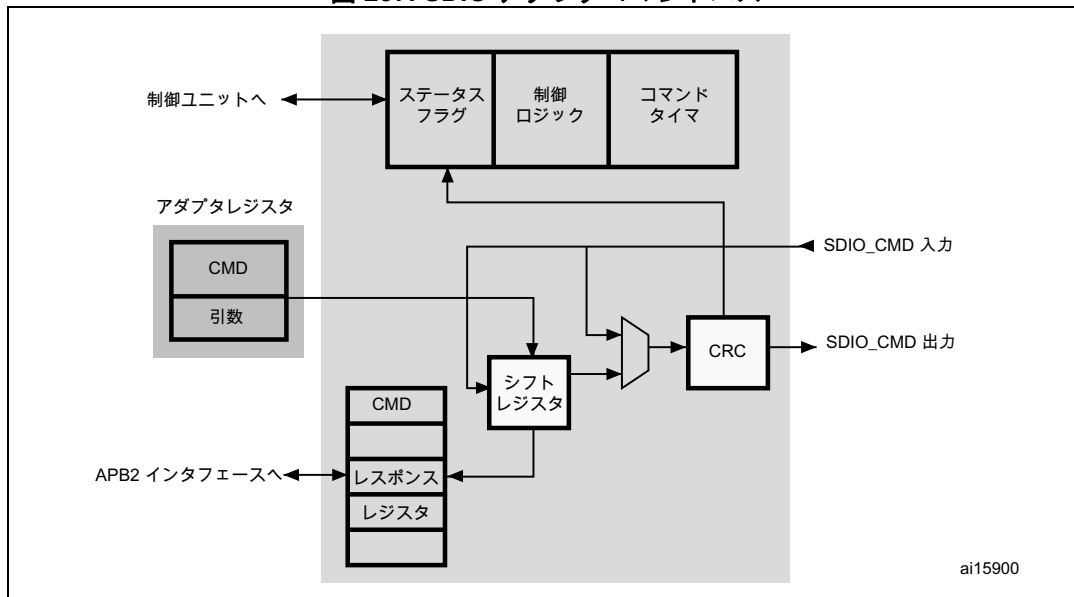 制御ユニットへ
ステータス
フラグ
制御
ロジック
コマンド
タイマ
アダプタレジスタ
CMD
引数
SDIO_CMD 入力
SDIO_CMD 出力
CRC
シフト
レジスタ
CMD
レスポンス
レジスタ
APB2 インタフェースへ
ai15900